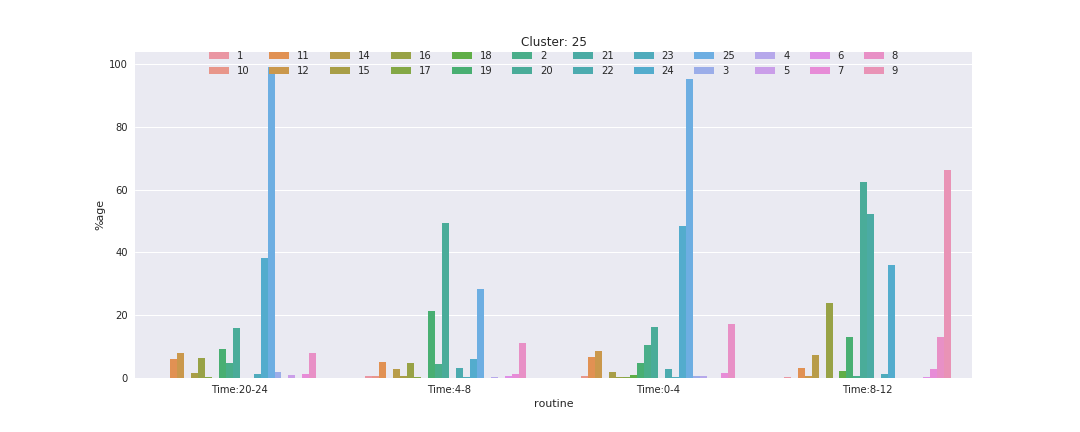 Cluster: 25
1 11 14 16 18 2 21 23 25 4 6 8
10 12 15 17 19 20 22 24 3 5 7 9
100
80
60
40
20
0
%age
Time:20-24 Time:4-8 Time:0-4 Time:8-12
routine